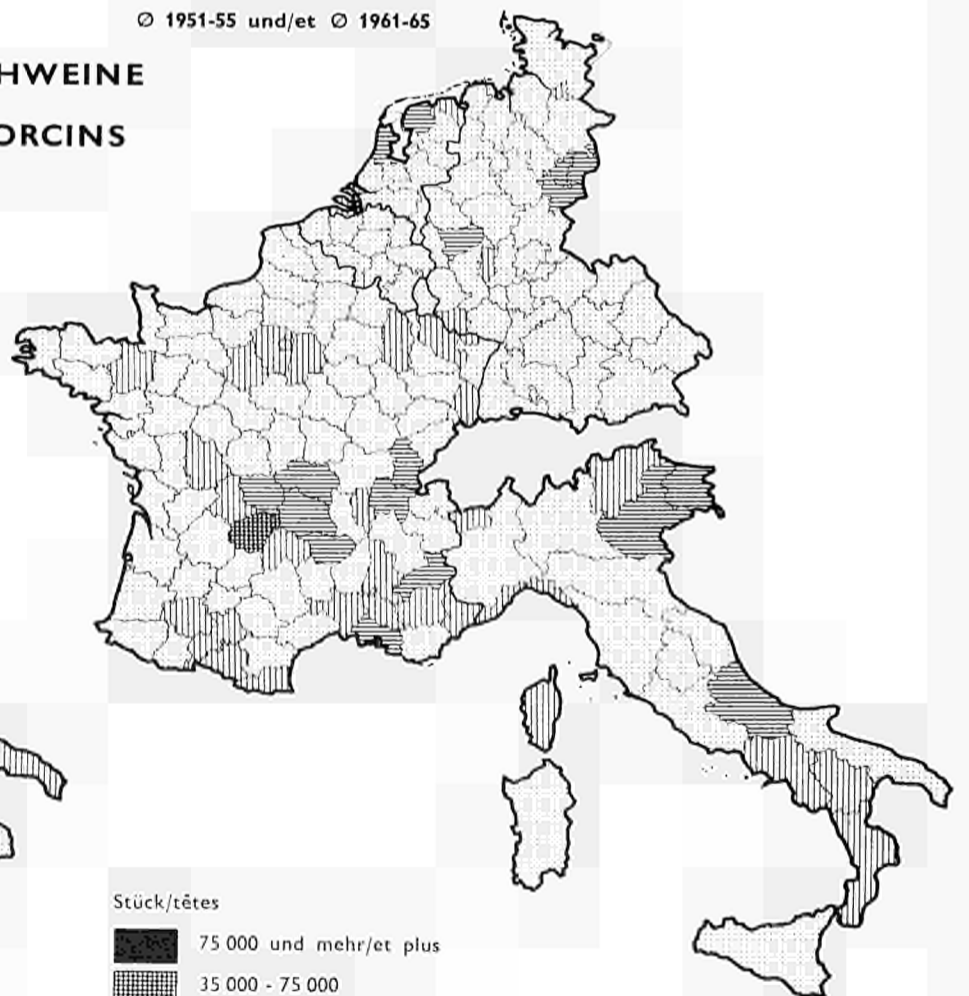 ∅ 1951-55 und/et ∅ 1961-65
HWEINE
ORCINS
Stück/têtes
75 000 und mehr/et plus
35 000 - 75 000